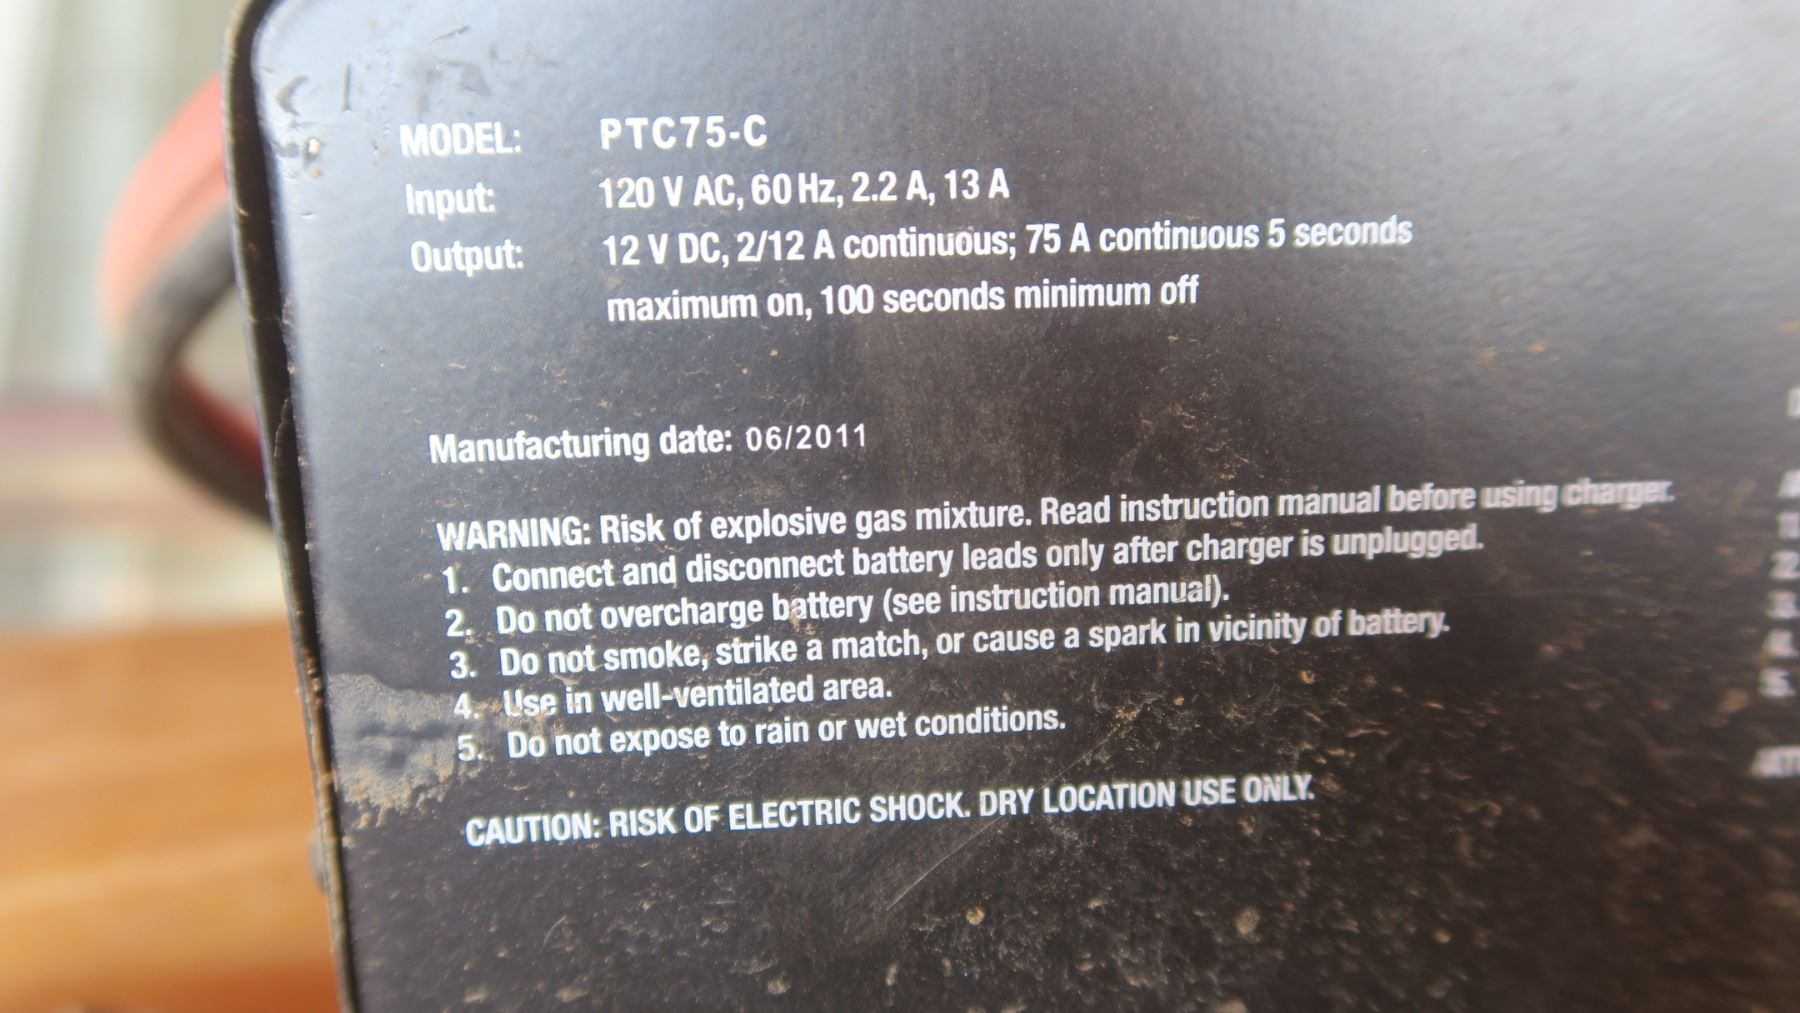 MODEL: PTC75-C
Input: 120 V AC, 60 Hz, 2.2 A, 13 A
Output: 12 V DC, 2/12 A continuous; 75 A continuous 5 seconds
maximum on, 100 seconds minimum off
Manufacturing date: 06/2011
WARNING: Risk of explosive gas mixture. Read instruction manual before using charger.
1. Connect and disconnect battery leads only after charger is unplugged.
2. Do not overcharge battery (see instruction manual).
3. Do not smoke, strike a match, or cause a spark in vicinity of battery.
4. Use in well-ventilated area.
5. Do not expose to rain or wet conditions.
CAUTION: RISK OF ELECTRIC SHOCK. DRY LOCATION USE ONLY.
2.
3.
4.
5.